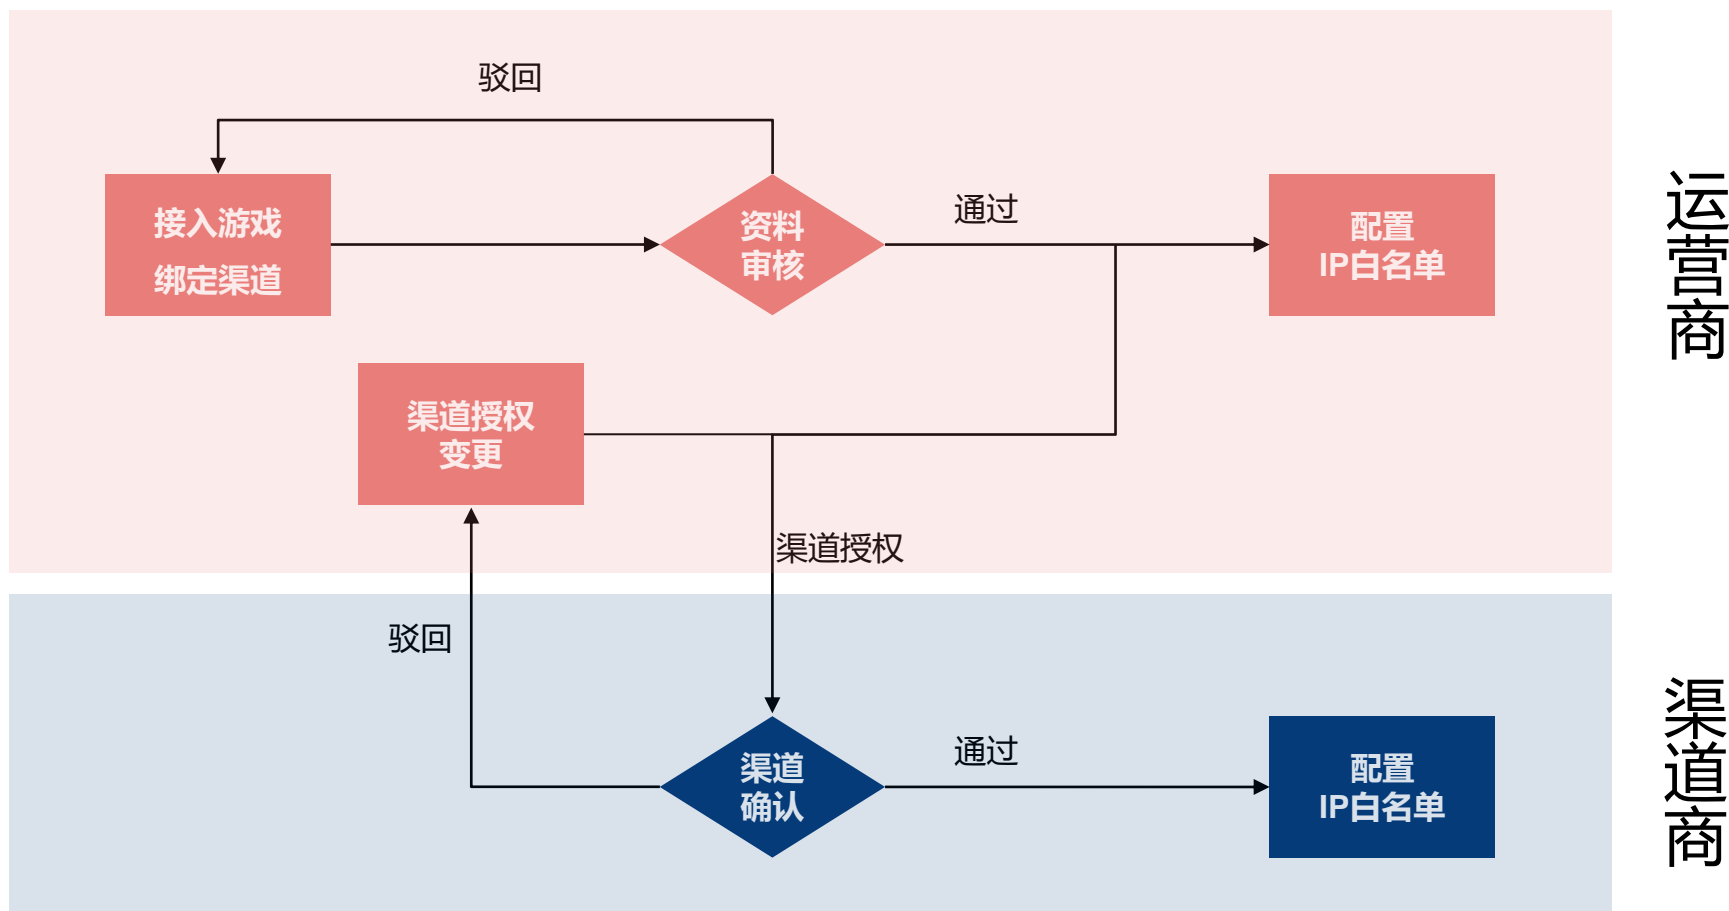 驳回
接入游戏
绑定渠道
资料
审核
通过
配置
IP白名单
运营商
渠道授权
变更
渠道授权
驳回
渠道
确认
通过
配置
IP白名单
渠道商